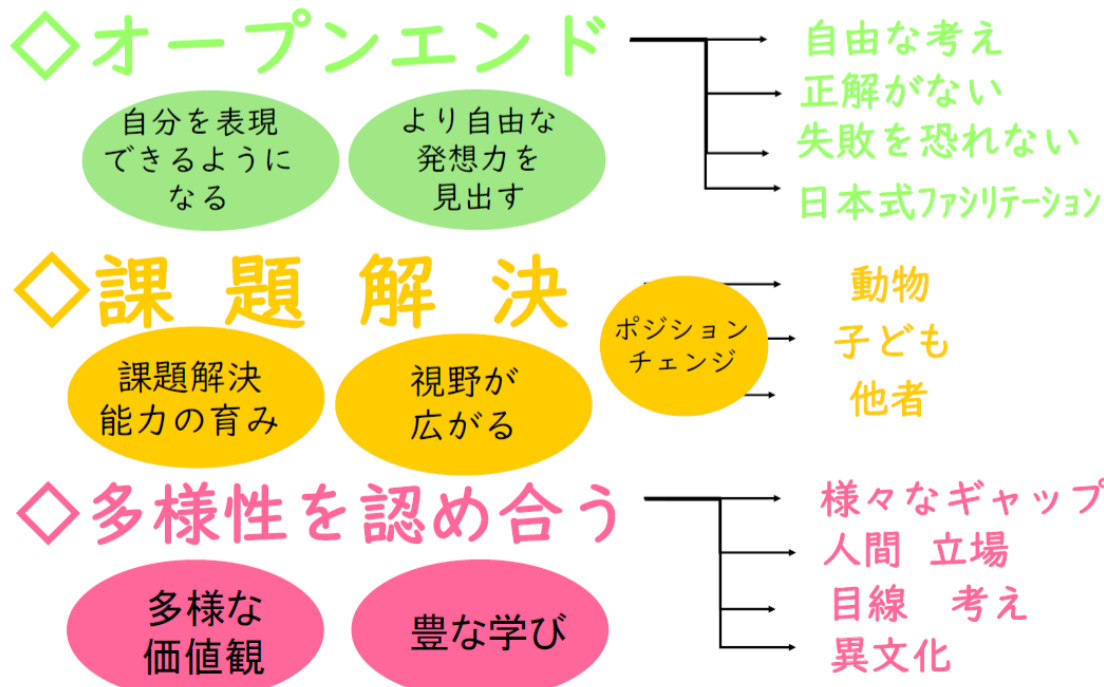 ◇オープンエンド
自分を表現
できるように
なる
より自由な
発想力を
見出す
自由な考え
正解がない
失敗を恐れない
日本式ファシリテーション
◇課題解決
課題解決
能力の育み
視野が
広がる
ポジション
チェンジ
動物
子ども
他者
◇多様性を認め合う
多様な
価値観
豊な学び
様々なギャップ
人間 立場
目線 考え
異文化